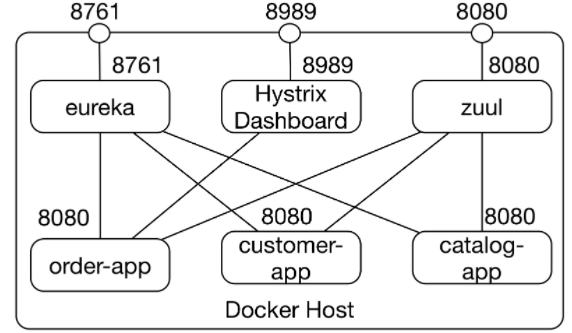 8761 8989 8080
8761 8989 8080
eureka Hystrix zuul
Dashboard
8080 8080 8080
order-app customer- catalog-
app app
Docker Host